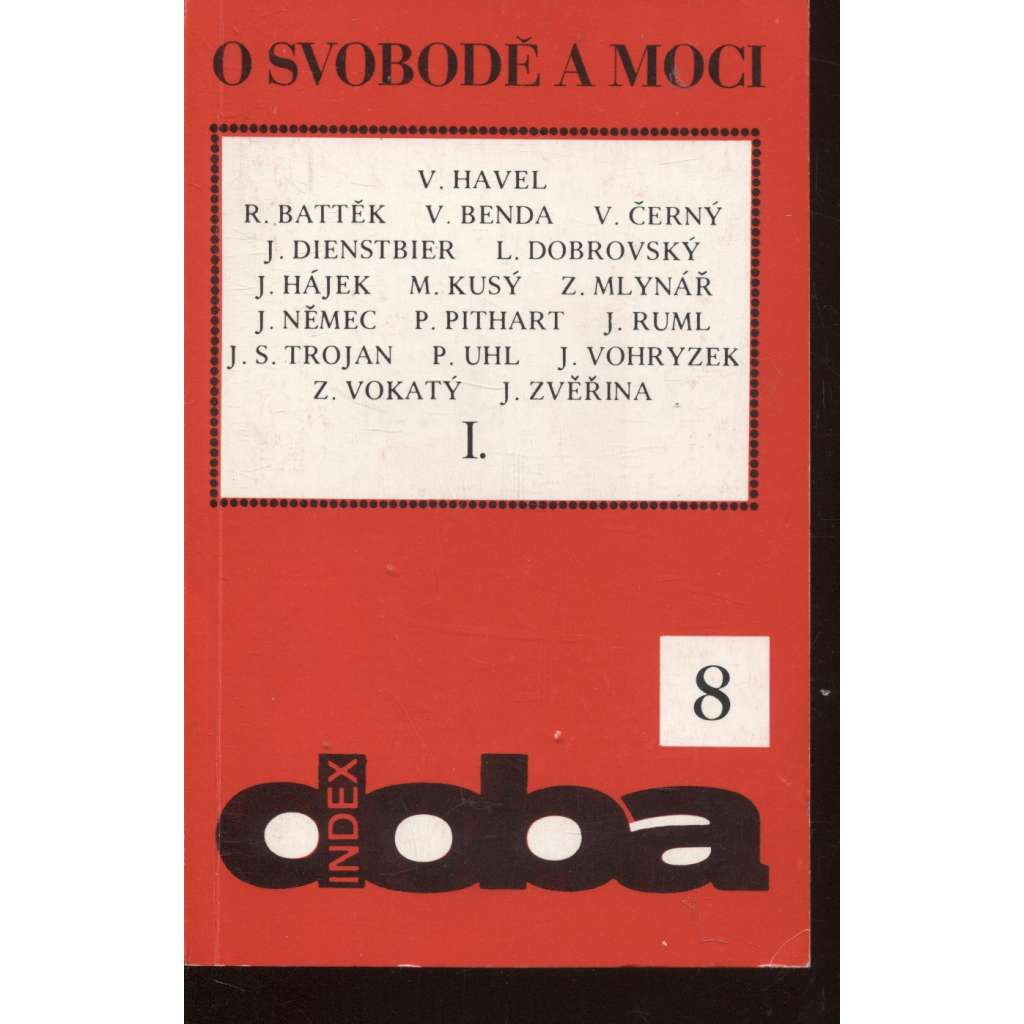 O SVOBODĚ A MOCI
V. HAVEL
R. BATTĚK V. BENDA V. ČERNÝ
J. DIENSTBIER L. DOBROVSKÝ
J. HÁJEK M. KUSÝ Z. MLYNÁŘ
J. NĚMEC P. PITHART J. RUML
J. S. TROJAN P. UHL J. VOHRYZEK
Z. VOKATÝ J. ZVĚŘINA
I.
8
INDEX
doba